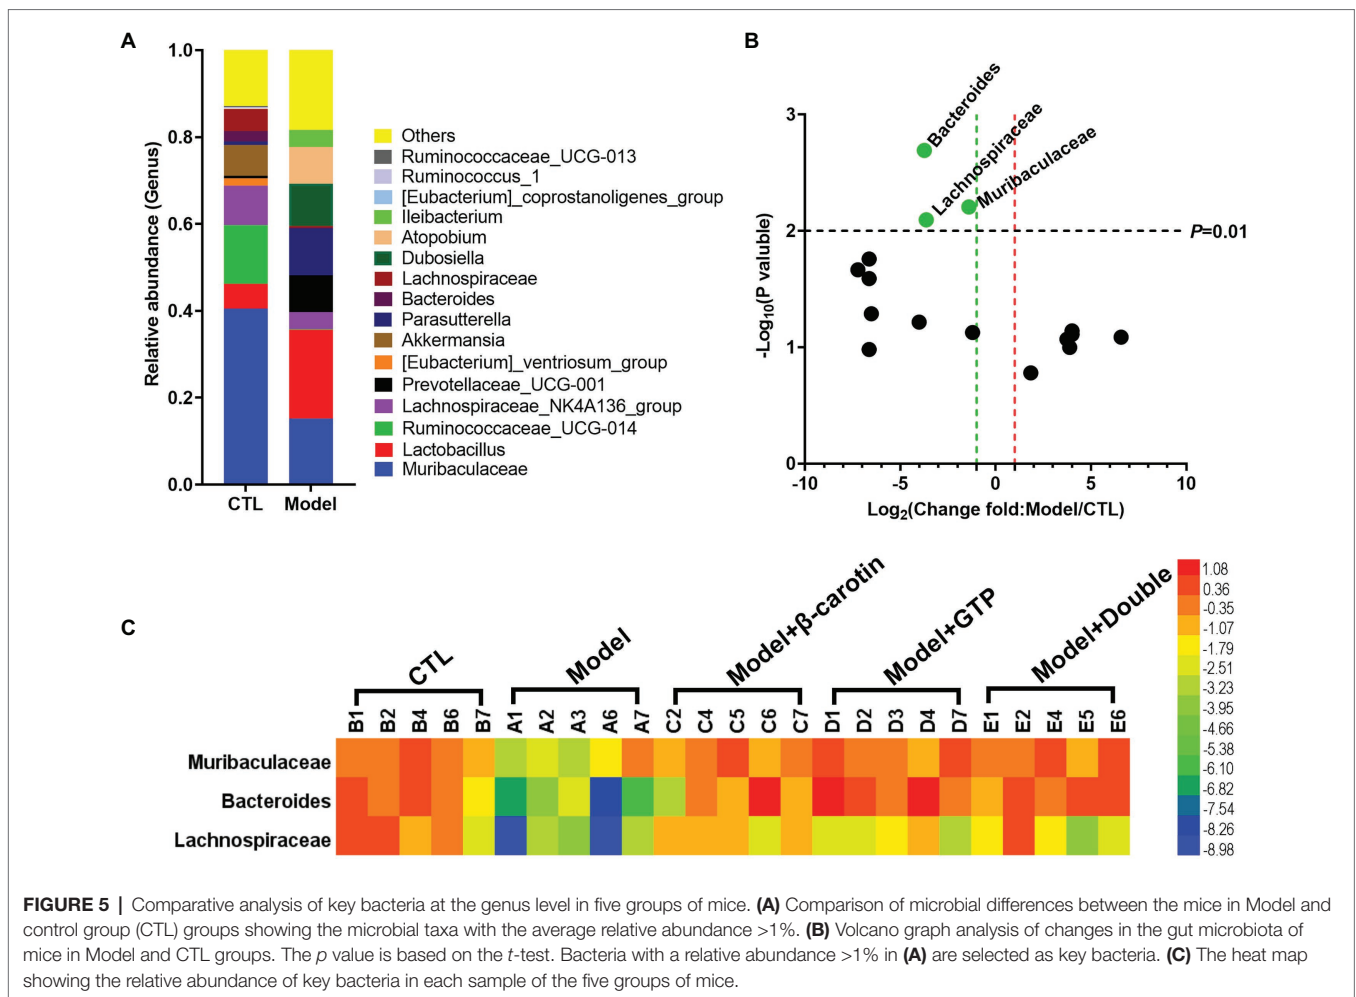 A
1.0
0.8
0.6
0.4
0.2
0.0
Relative abundance (Genus)
CTL Model
Others
Ruminococcaceae_UCG-013
Ruminococcus_1
[Eubacterium]_coprostanoligenes_group
Ileibacterium
Atopobium
Dubosiella
Lachnospiraceae
Bacteroides
Parasutterella
Akkermansia
[Eubacterium]_ventriosum_group
Prevotellaceae_UCG-001
Lachnospiraceae_NK4A136_group
Ruminococcaceae_UCG-014
Lactobacillus
Muribaculaceae
B
Bacteroides
Lachnospiraceae
Muribaculaceae
3
2
1
0
-Log10(P valuble)
P=0.01
-10 -5 0 5 10
Log2(Change fold:Model/CTL)
C
CTL Model Model+β-carotin Model+GTP Model+Double
B1 B2 B4 B6 B7 A1 A2 A3 A6 A7 C2 C4 C5 C6 C7 D1 D2 D3 D4 D7 E1 E2 E4 E5 E6
Muribaculaceae
Bacteroides
Lachnospiraceae
1.08
0.36
-0.35
-1.07
-1.79
-2.51
-3.23
-3.95
-4.66
-5.38
-6.10
-6.82
-7.54
-8.26
-8.98
FIGURE 5 | Comparative analysis of key bacteria at the genus level in five groups of mice. (A) Comparison of microbial differences between the mice in Model and
control group (CTL) groups showing the microbial taxa with the average relative abundance >1%. (B) Volcano graph analysis of changes in the gut microbiota of
mice in Model and CTL groups. The p value is based on the t-test. Bacteria with a relative abundance >1% in (A) are selected as key bacteria. (C) The heat map
showing the relative abundance of key bacteria in each sample of the five groups of mice.